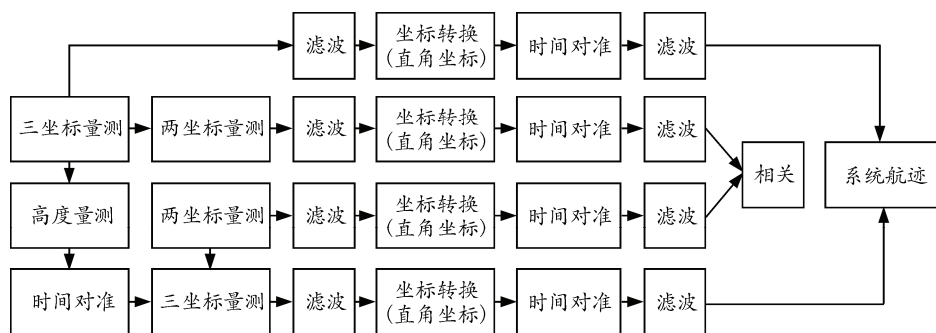 滤波
坐标转换
(直角坐标)
时间对准
滤波
三坐标量测
两坐标量测
滤波
坐标转换
(直角坐标)
时间对准
滤波
相关
系统航迹
高度量测
两坐标量测
滤波
坐标转换
(直角坐标)
时间对准
滤波
时间对准
三坐标量测
滤波
坐标转换
(直角坐标)
时间对准
滤波